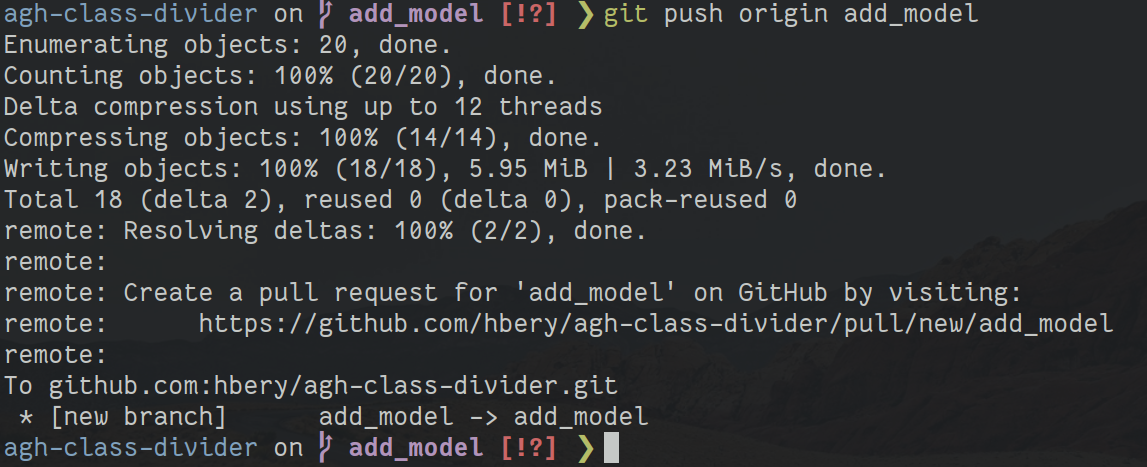 agh-class-divider on  add_model [!?] ❯ git push origin add_model
Enumerating objects: 20, done.
Counting objects: 100% (20/20), done.
Delta compression using up to 12 threads
Compressing objects: 100% (14/14), done.
Writing objects: 100% (18/18), 5.95 MiB | 3.23 MiB/s, done.
Total 18 (delta 2), reused 0 (delta 0), pack-reused 0
remote: Resolving deltas: 100% (2/2), done.
remote:
remote: Create a pull request for 'add_model' on GitHub by visiting:
remote:      https://github.com/hbery/agh-class-divider/pull/new/add_model
remote:
To github.com:hbery/agh-class-divider.git
 * [new branch]      add_model -> add_model
agh-class-divider on  add_model [!?] ❯